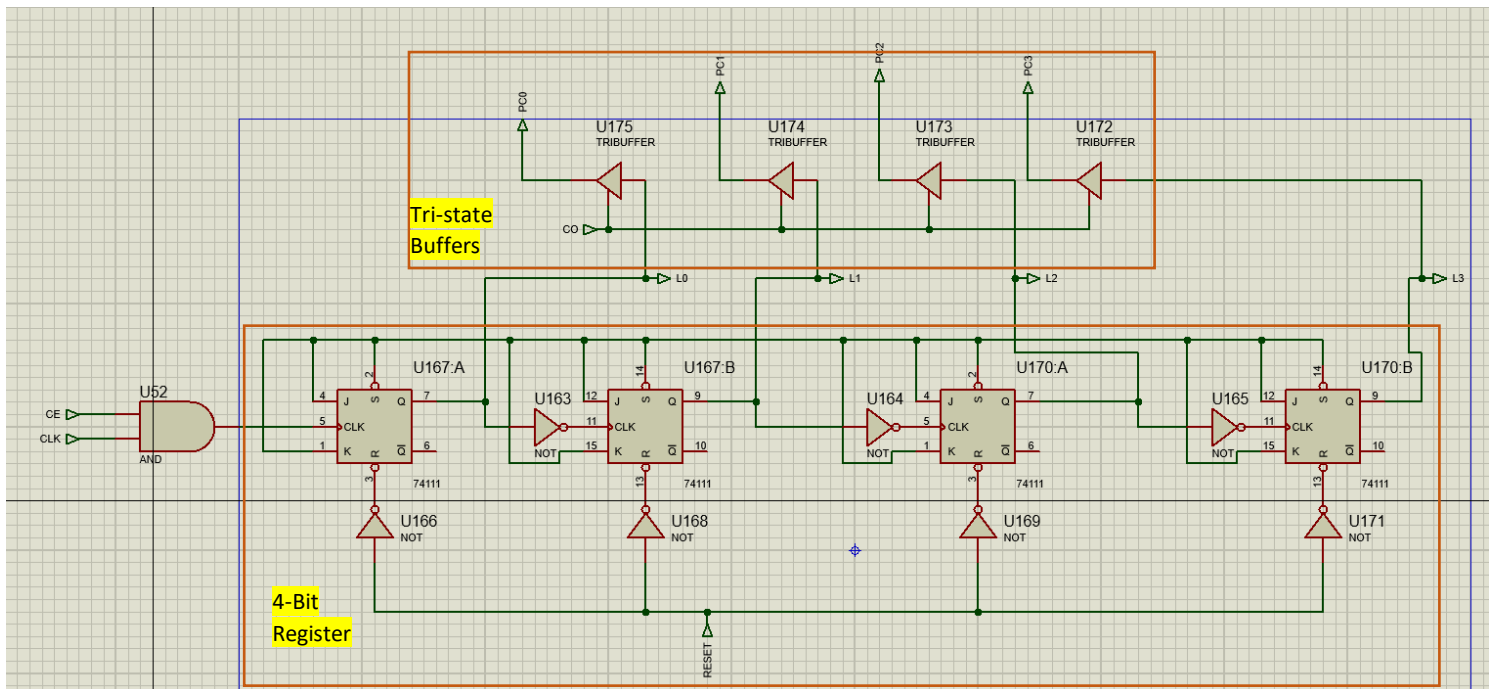 PC0
PC1
PC2
PC3
U175
TRIBUFFER
U174
TRIBUFFER
U173
TRIBUFFER
U172
TRIBUFFER
Tri-state
Buffers
CO
L0
L1
L2
L3
U52
CE
CLK
AND
U167:A
2
4
J
S
Q
7
5
CLK
1
K
R
Q
6
3
74111
U163
NOT
U167:B
14
12
J
S
Q
9
11
CLK
15
K
R
Q
10
13
74111
U164
NOT
U170:A
2
4
J
S
Q
7
5
CLK
1
K
R
Q
6
3
74111
U165
NOT
U170:B
14
12
J
S
Q
9
11
CLK
15
K
R
Q
10
13
74111
U166
NOT
U168
NOT
U169
NOT
U171
NOT
4-Bit
Register
RESET